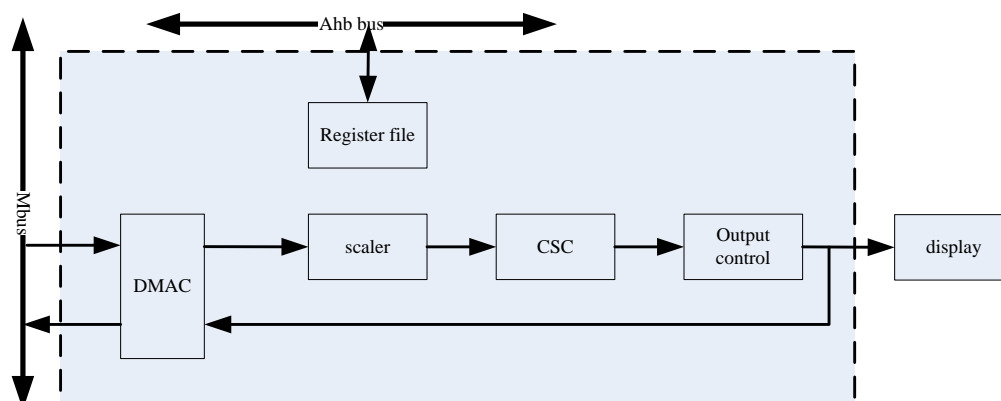 Ahb bus
Register file
Mbus
DMAC
scaler
CSC
Output
control
display